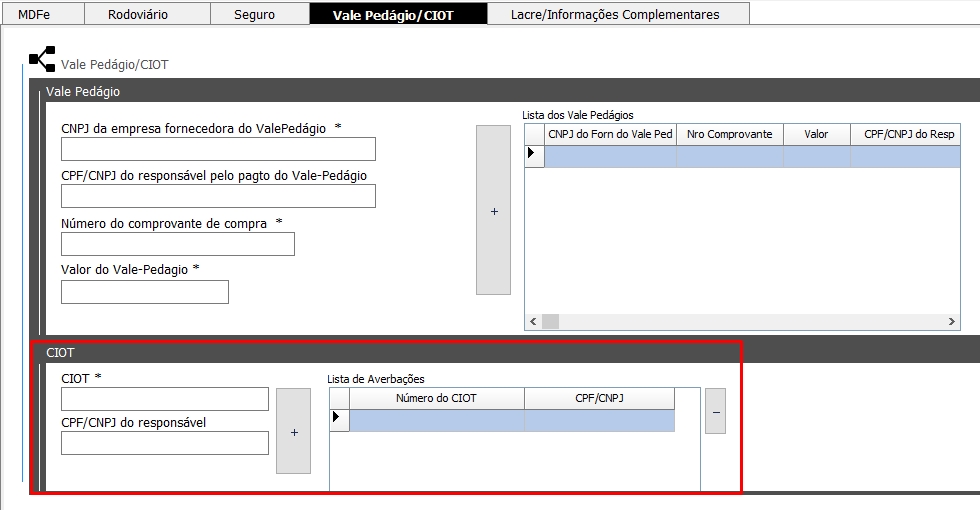 MDFe Rodoviário Seguro Vale Pedágio/CIOT Lacre/Informações Complementares
Vale Pedágio/CIOT
Vale Pedágio
CNPJ da empresa fornecedora do ValePedágio *
CPF/CNPJ do responsável pelo pagto do Vale-Pedágio
Número do comprovante de compra *
Valor do Vale-Pedagio *
+
Lista dos Vale Pedágios
CNPJ do Forn do Vale Ped Nro Comprovante Valor CPF/CNPJ do Resp
CIOT
CIOT *
CPF/CNPJ do responsável
+
Lista de Averbações
Número do CIOT CPF/CNPJ
-